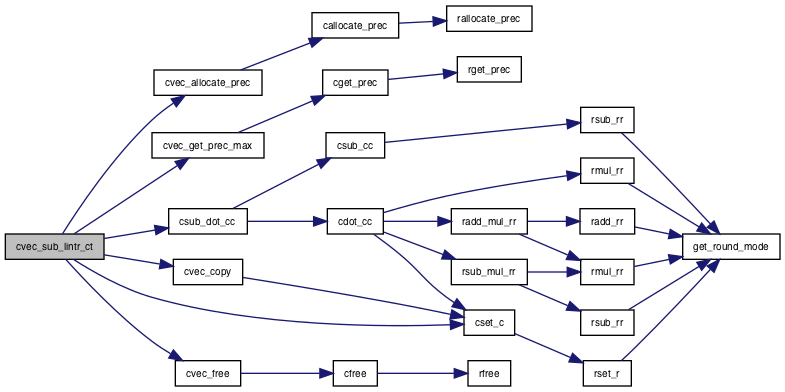 callocate_prec
rallocate_prec
cvec_allocate_prec
cget_prec
rget_prec
cvec_get_prec_max
csub_cc
rsub_rr
rmul_rr
csub_dot_cc
cdot_cc
radd_mul_rr
radd_rr
cvec_sub_lintr_ct
get_round_mode
cvec_copy
rsub_mul_rr
rmul_rr
cset_c
rsub_rr
cvec_free
cfree
rfree
rset_r